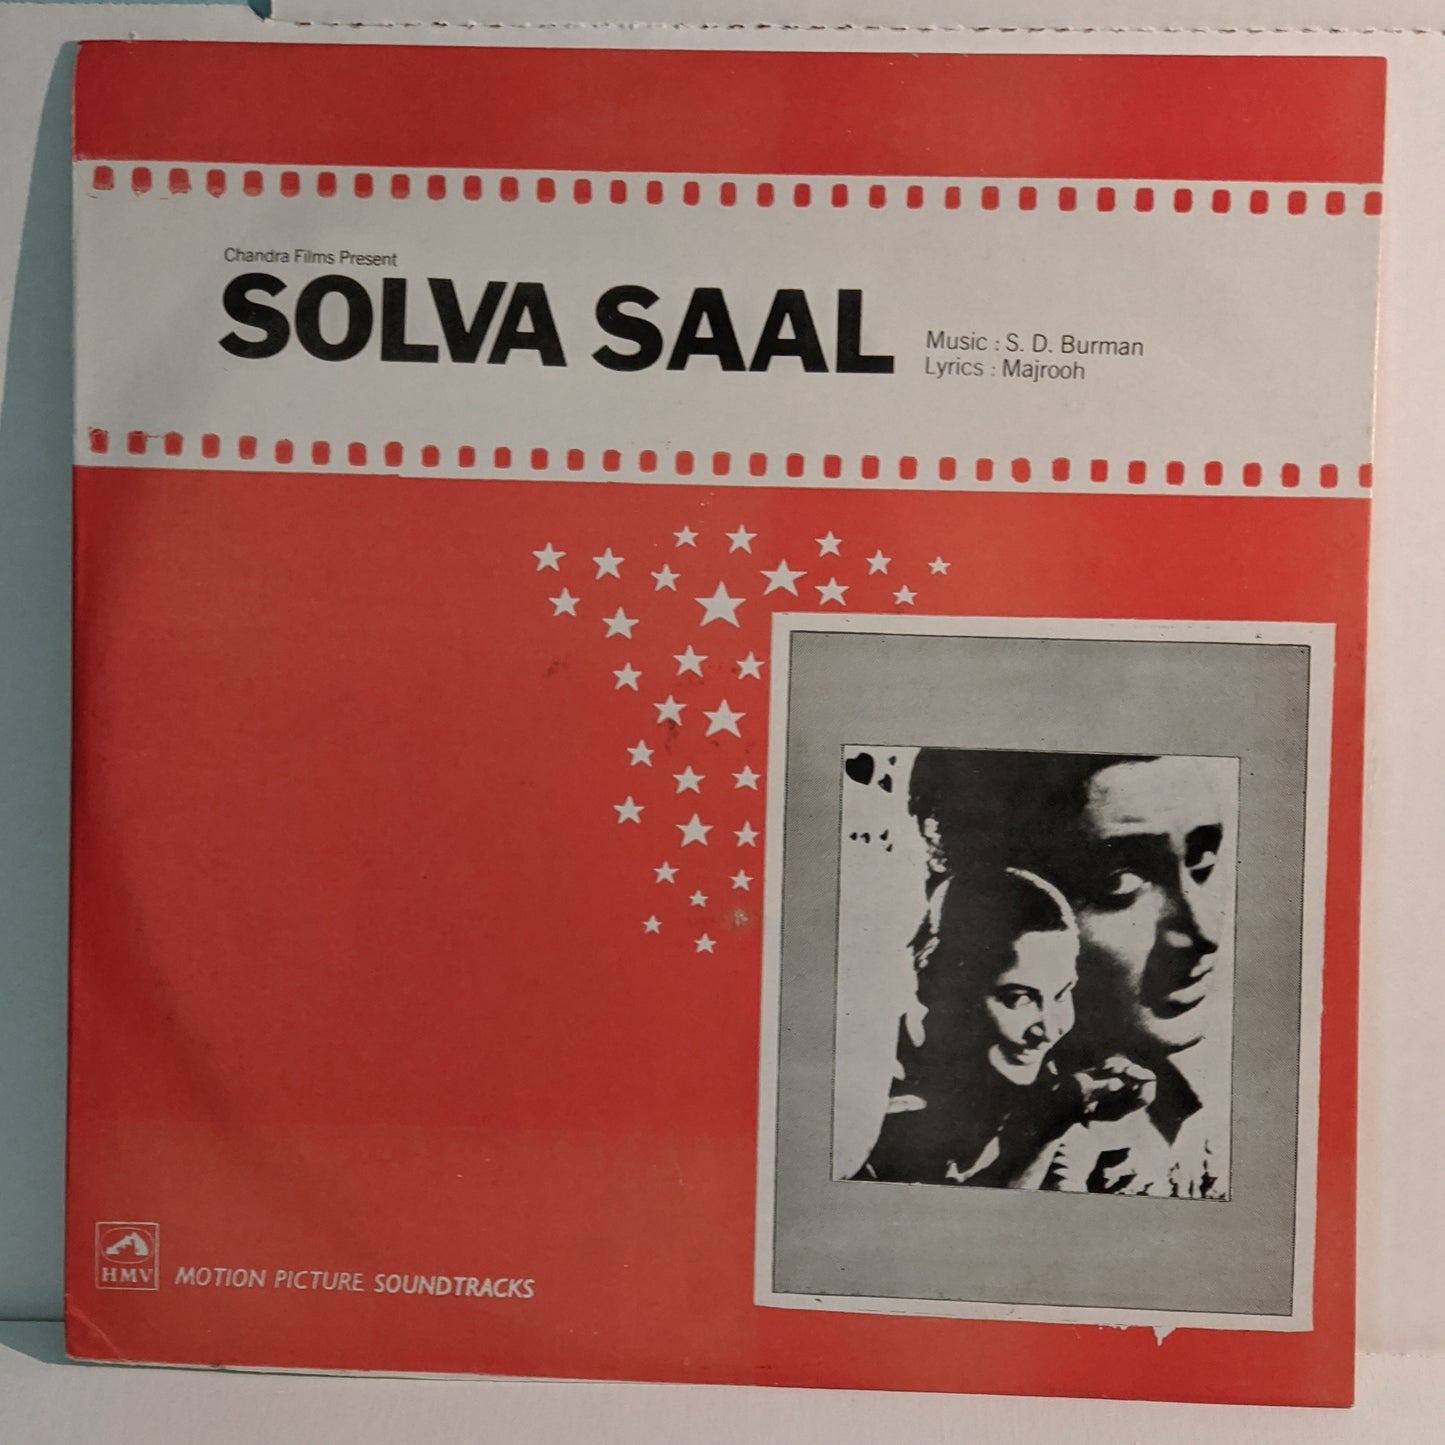 Chandra Films Present
SOLVA SAAL
Music : S. D. Burman
Lyrics : Majrooh
HMV
MOTION PICTURE SOUNDTRACKS